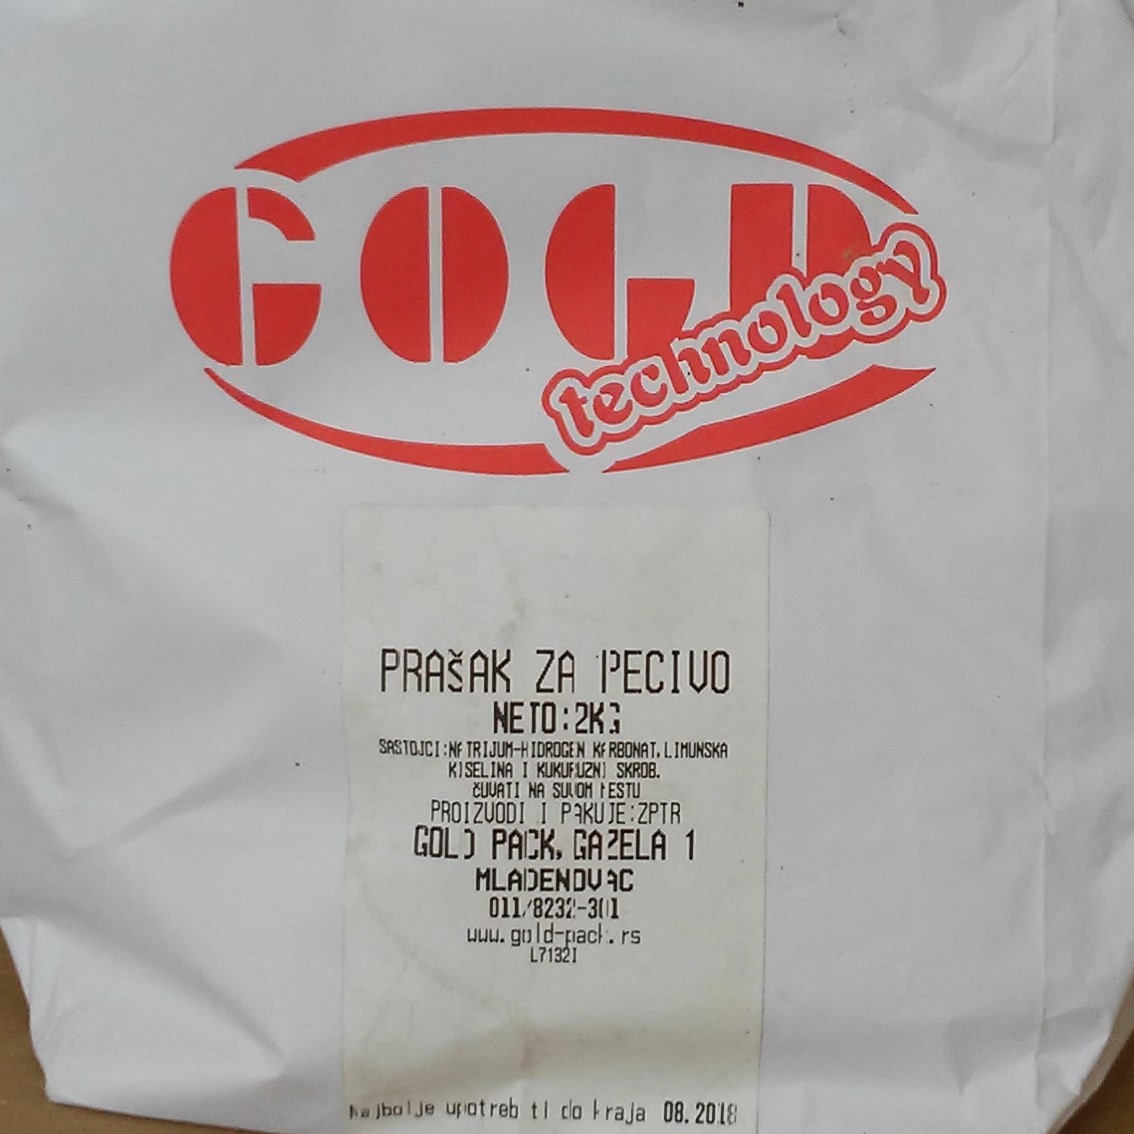 GOLD
technology
PRAŠAK ZA PECIVO
NETO:2KG
SASTOJCI:NATRIJUM-HIDROGEN KARBONAT,LIMUNSKA
KISELINA I KUKURUZNI SKROB.
ČUVATI NA SUVOM MESTU
PROIZVODI I PAKUJE:ZPTR
GOLD PACK, GAZELA 1
MLADENOVAC
011/8232-301
www.gold-pack.rs
L7132I
Najbolje upotrebiti do kraja 08.2018